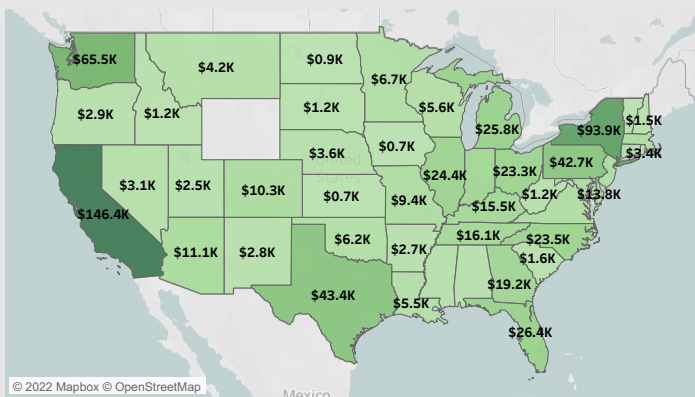 $65.5K
$4.2K
$0.9K
$6.7K
$2.9K
$1.2K
$1.2K
$5.6K
$25.8K
$93.9K
$1.5K
$3.4K
$3.6K
$0.7K
$42.7K
United
States
$146.4K
$3.1K
$2.5K
$10.3K
$0.7K
$9.4K
$24.4K
$23.3K
$1.2K
$13.8K
$15.5K
$11.1K
$2.8K
$6.2K
$2.7K
$16.1K
$23.5K
$1.6K
$43.4K
$5.5K
$19.2K
$26.4K
© 2022 Mapbox © OpenStreetMap
Mexico